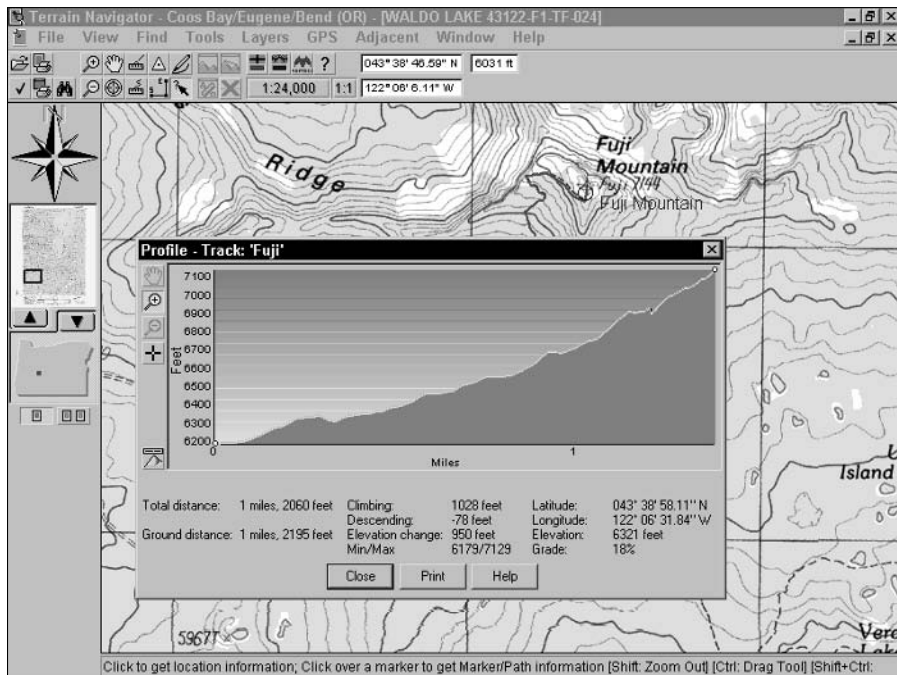 Terrain Navigator - Coos Bay/Eugene/Bend (OR) - [WALDO LAKE 43122-F1-TF-024]
File View Find Tools Layers GPS Adjacent Window Help
043° 38' 46.59" N 6031 ft
1:24,000 1:1 122° 06' 6.11" W
N
Ridge
Fuji
Mountain
Fuji 7144
Fuji Mountain
Profile - Track: 'Fuji'
7100
7000
6900
6800
6700
6600
6500
6400
6300
6200
Feet
0 1
Miles
Total distance: 1 miles, 2060 feet Climbing: 1028 feet Latitude: 043° 38' 58.11" N
Descending: -78 feet Longitude: 122° 06' 31.84" W
Ground distance: 1 miles, 2195 feet Elevation change: 950 feet Elevation: 6321 feet
Min/Max 6179/7129 Grade: 18%
Close Print Help
U
Island
5967T
Verd
Lake
Click to get location information; Click over a marker to get Marker/Path information [Shift: Zoom Out] [Ctrl: Drag Tool] [Shift+Ctrl: